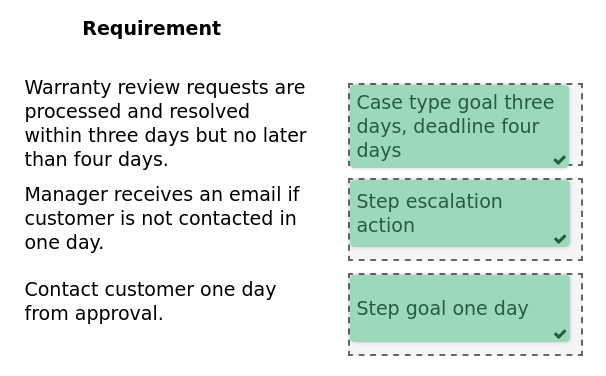 Requirement
Warranty review requests are
processed and resolved
within three days but no later
than four days.
Case type goal three
days, deadline four
days
Manager receives an email if
customer is not contacted in
one day.
Step escalation
action
Contact customer one day
from approval.
Step goal one day